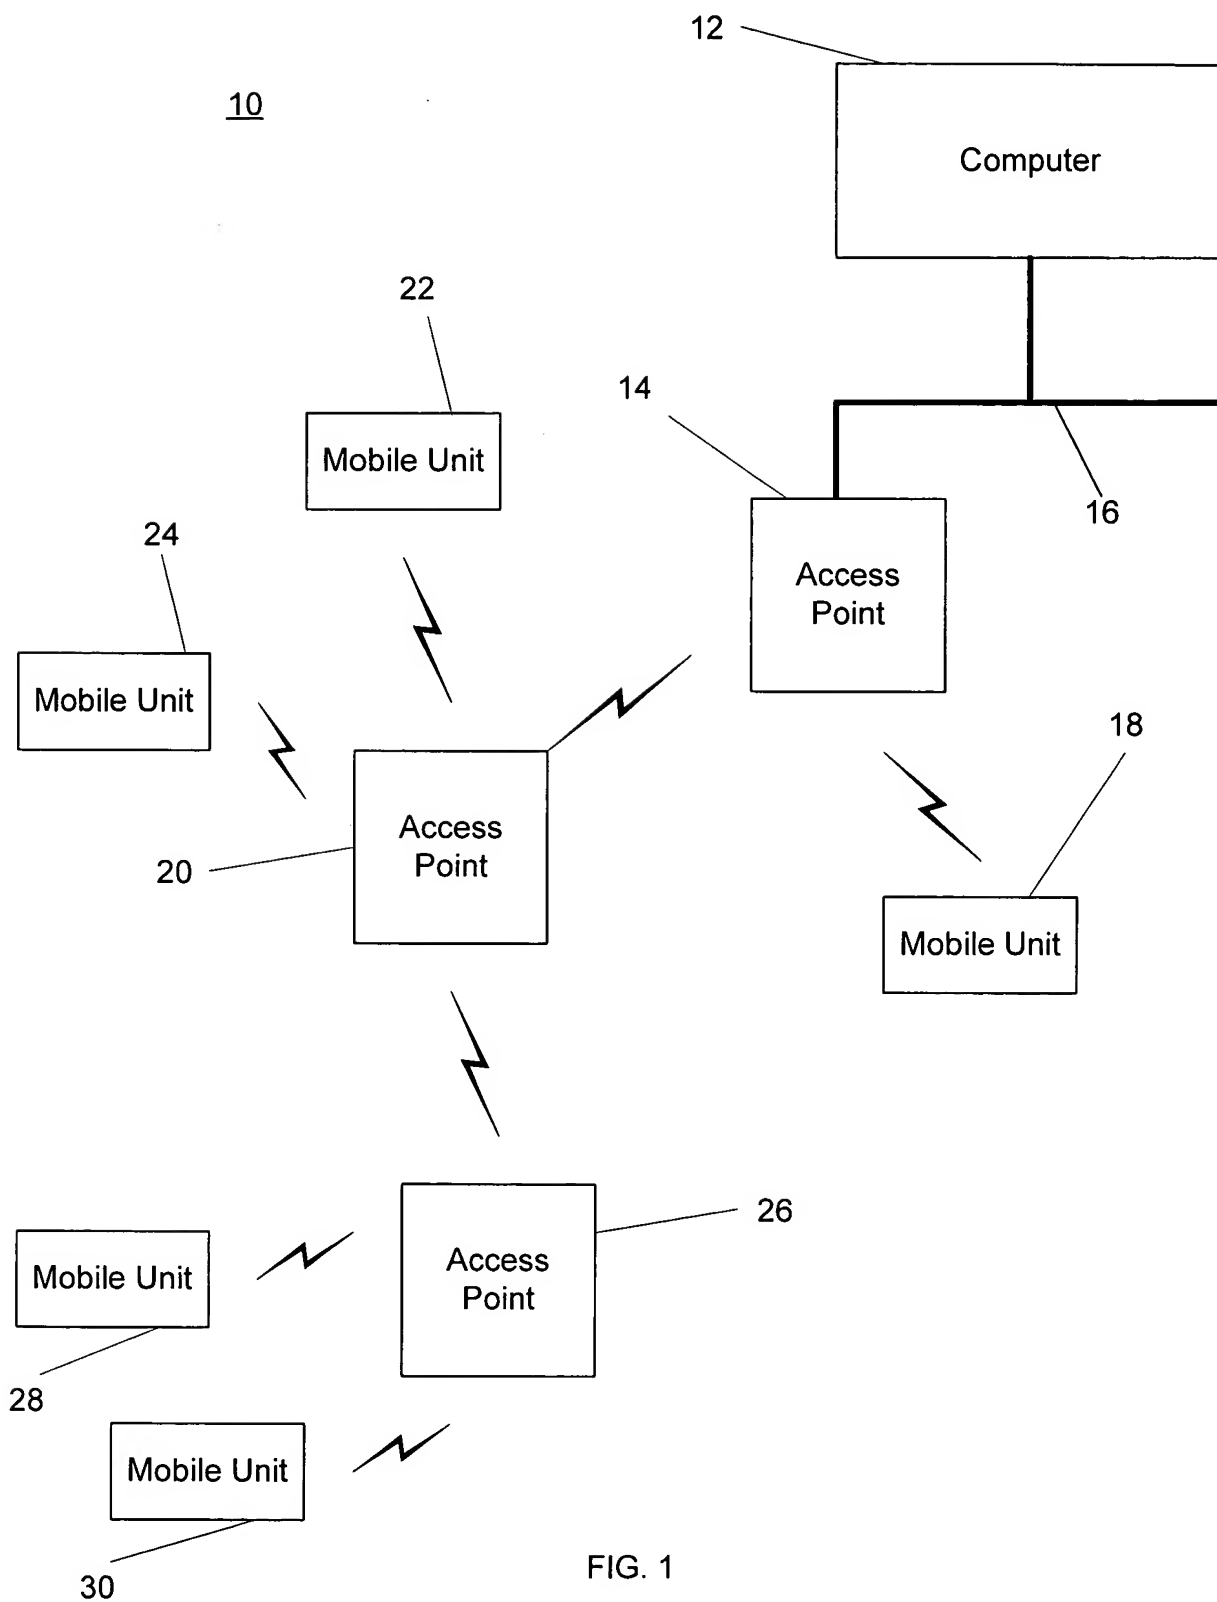 12
10
Computer
22
14
Mobile Unit
16
24
Access
Point
Mobile Unit
18
Access
Point
20
Mobile Unit
26
Access
Point
Mobile Unit
28
Mobile Unit
FIG. 1
30